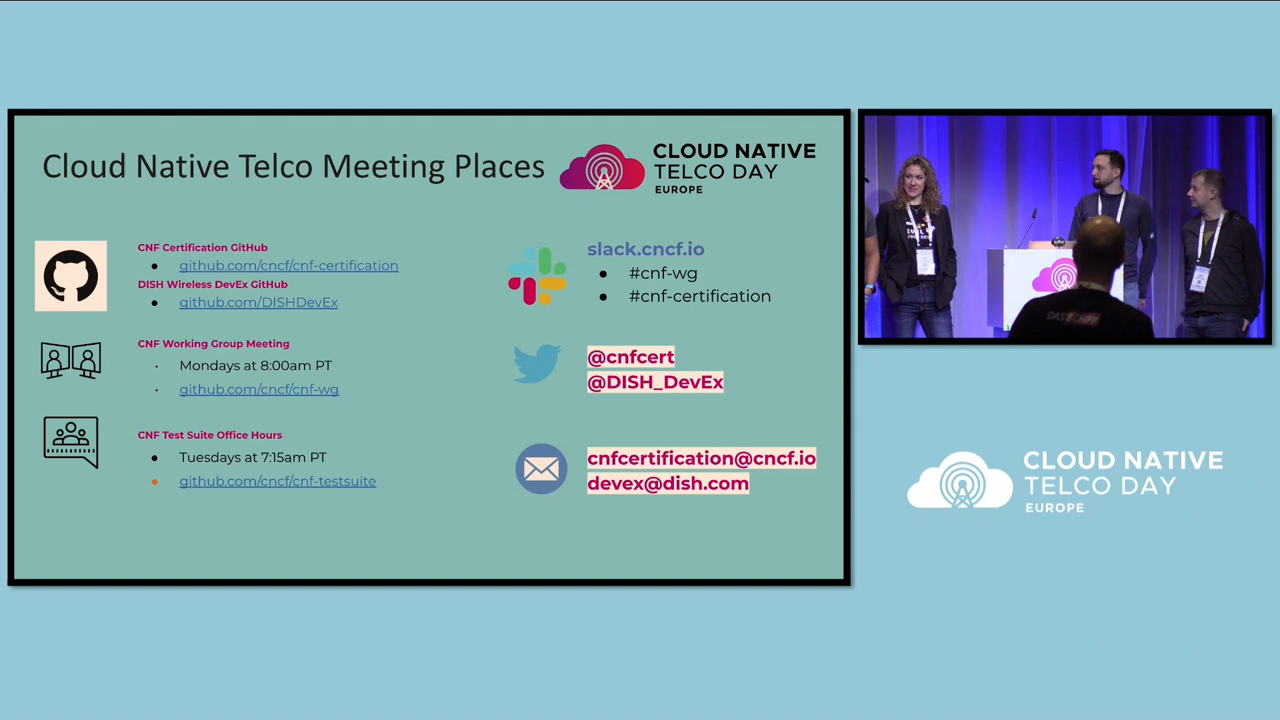 Cloud Native Telco Meeting Places
CLOUD NATIVE
TELCO DAY
EUROPE
CNF Certification GitHub
• github.com/cncf/cnf-certification
DISH Wireless DevEx GitHub
• github.com/DISHDevEx
CNF Working Group Meeting
• Mondays at 8:00am PT
• github.com/cncf/cnf-wg
CNF Test Suite Office Hours
• Tuesdays at 7:15am PT
• github.com/cncf/cnf-testsuite
slack.cncf.io
• #cnf-wg
• #cnf-certification
@cnfcert
@DISH_DevEx
cnfcertification@cncf.io
devex@dish.com
CLOUD NATIVE
TELCO DAY
EUROPE